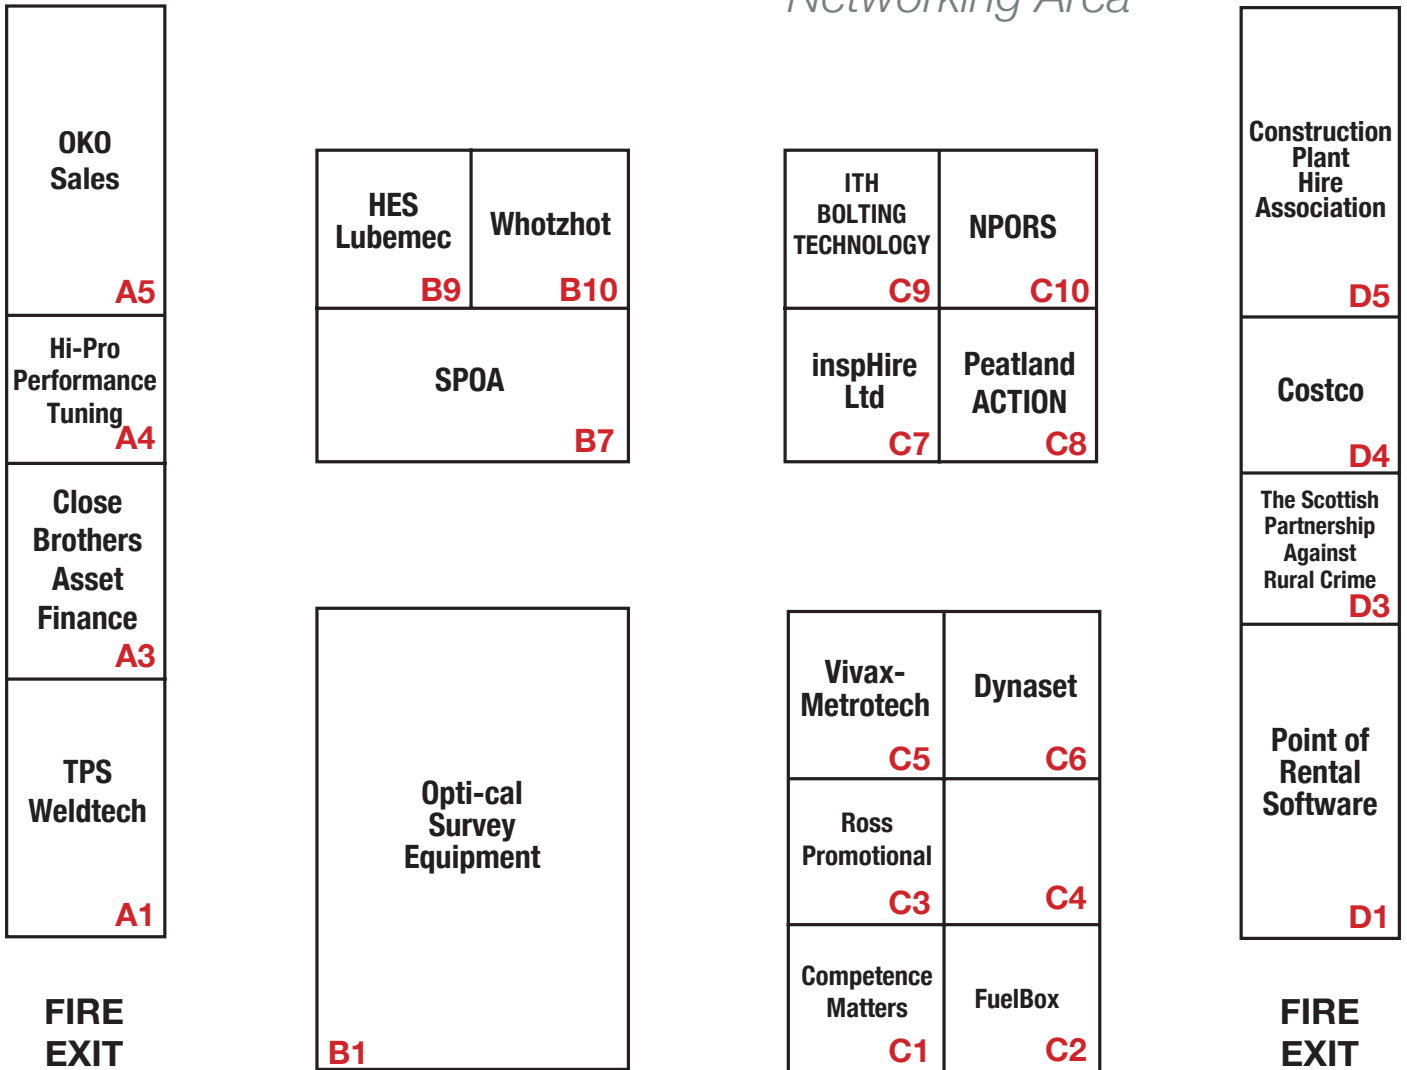 Networking Area
OKO
Sales
A5
Hi-Pro
Performance
Tuning
A4
Close
Brothers
Asset
Finance
A3
TPS
Weldtech
A1
FIRE
EXIT
HES
Lubemec
B9
Whotzhot
B10
SPOA
B7
Opti-cal
Survey
Equipment
B1
ITH
BOLTING
TECHNOLOGY
C9
NPORS
C10
inspHire
Ltd
C7
Peatland
ACTION
C8
Vivax-
Metrotech
C5
Dynaset
C6
Ross
Promotional
C3
C4
Competence
Matters
C1
FuelBox
C2
Construction
Plant
Hire
Association
D5
Costco
D4
The Scottish
Partnership
Against
Rural Crime
D3
Point of
Rental
Software
D1
FIRE
EXIT